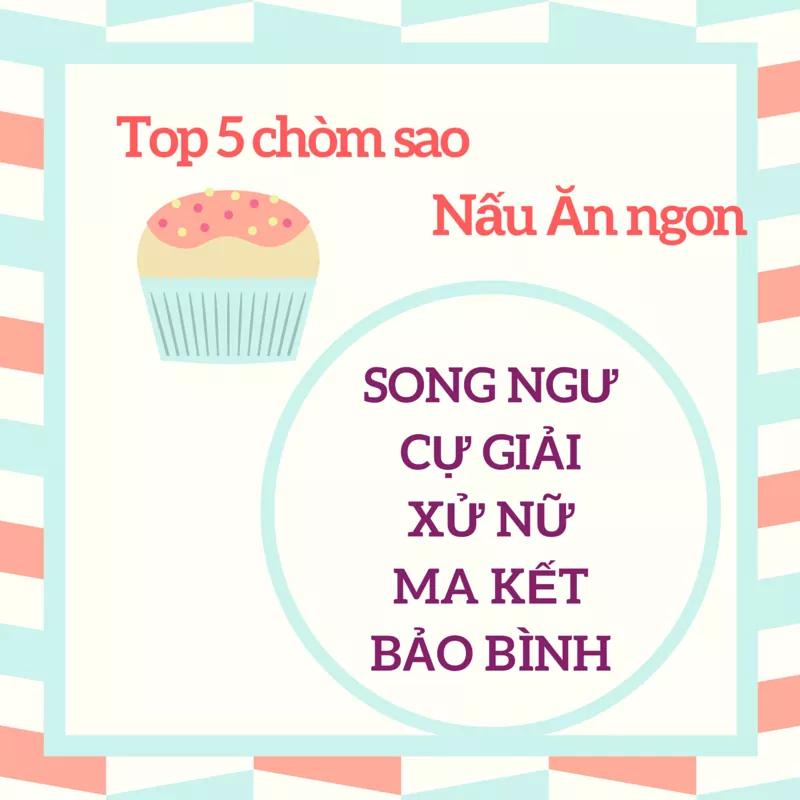 Top 5 chòm sao
Nấu Ăn ngon
SONG NGƯ
CỰ GIẢI
XỬ NỮ
MA KẾT
BẢO BÌNH